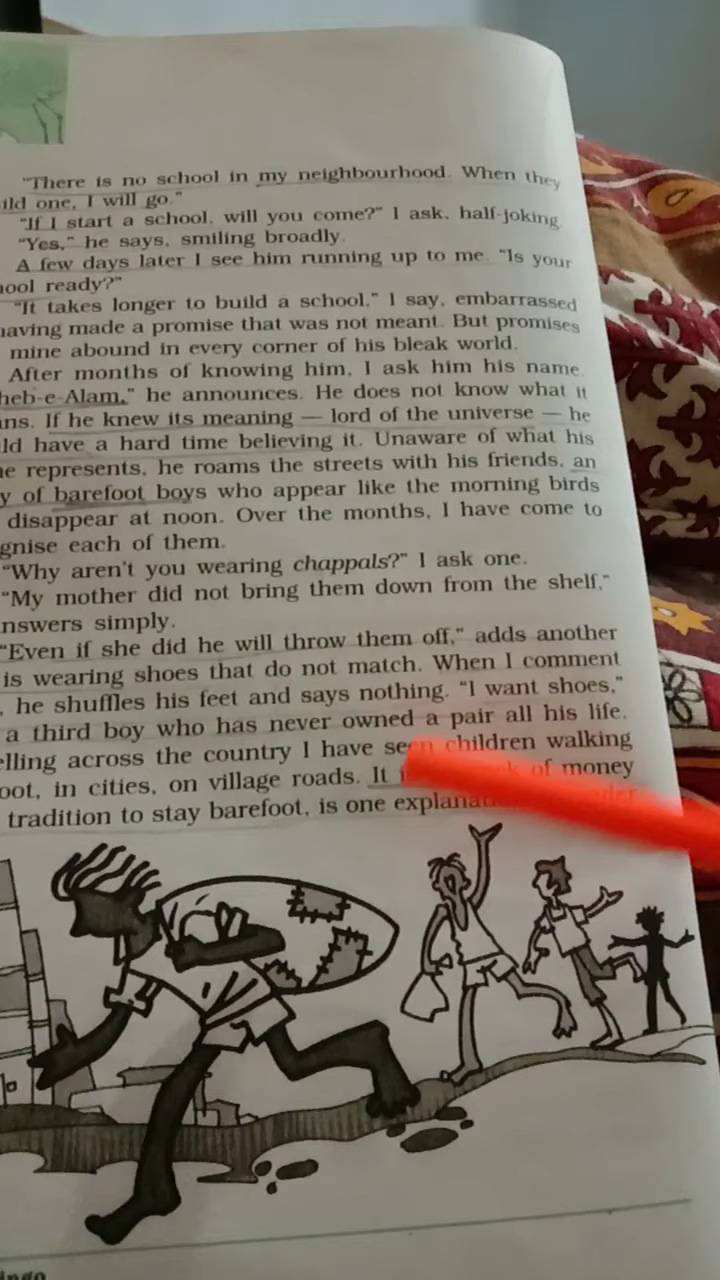 "There is no school in my neighbourhood. When they
ild one, I will go."
"If I start a school, will you come?" I ask, half-joking.
"Yes," he says, smiling broadly.
A few days later I see him running up to me. "Is your
ool ready?"
"It takes longer to build a school," I say, embarrassed
having made a promise that was not meant. But promises
mine abound in every corner of his bleak world.
After months of knowing him, I ask him his name.
heb-e-Alam," he announces. He does not know what it
ns. If he knew its meaning — lord of the universe — he
ld have a hard time believing it. Unaware of what his
e represents, he roams the streets with his friends, an
y of barefoot boys who appear like the morning birds
disappear at noon. Over the months, I have come to
gnise each of them.
"Why aren't you wearing chappals?" I ask one.
"My mother did not bring them down from the shelf,"
nswers simply.
"Even if she did he will throw them off," adds another
is wearing shoes that do not match. When I comment
, he shuffles his feet and says nothing. "I want shoes,"
a third boy who has never owned a pair all his life.
elling across the country I have seen children walking
oot, in cities, on village roads. It of money
tradition to stay barefoot, is one